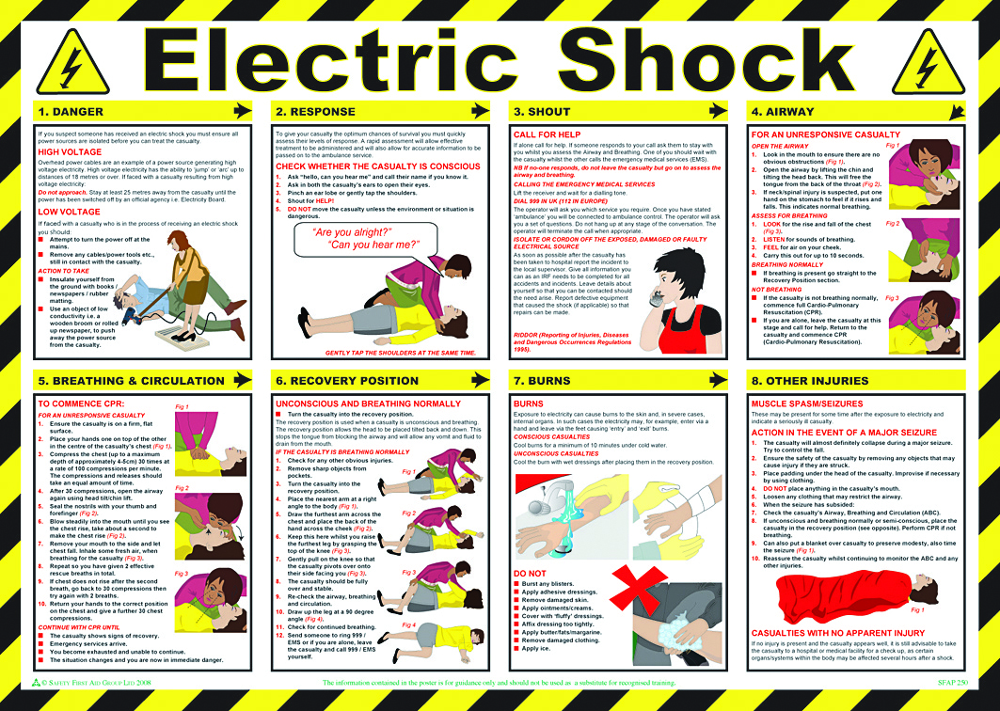 Electric Shock
1. DANGER
If you suspect someone has received an electric shock you must ensure all
power sources are isolated before you can treat the casualty.
HIGH VOLTAGE
Overhead power cables are an example of a power source generating high
voltage electricity. High voltage electricity has the ability to 'jump' or 'arc' up to
distances of 18 metres or over. If faced with a casualty resulting from high
voltage electricity:
Do not approach. Stay at least 25 metres away from the casualty until the
power has been switched off by an official agency i.e. Electricity Board.
LOW VOLTAGE
If faced with a casualty who is in the process of receiving an electric shock
you should:
Attempt to turn the power off at the
mains.
Remove any cables/power tools etc.,
still in contact with the casualty.
ACTION TO TAKE
Insulate yourself from
the ground with books /
newspapers / rubber
matting.
Use an object of low
conductivity i.e. a
wooden broom or rolled
up newspaper, to push
away the power source
from the casualty.
2. RESPONSE
To give your casualty the optimum chances of survival you must quickly
assess their levels of response. A rapid assessment will allow effective
treatment to be administered and will also allow for accurate information to be
passed on to the ambulance service.
CHECK WHETHER THE CASUALTY IS CONSCIOUS
1. Ask "hello, can you hear me" and call their name if you know it.
2. Ask in both the casualty's ears to open their eyes.
3. Pinch an ear lobe or gently tap the shoulders.
4. Shout for HELP!
5. DO NOT move the casualty unless the environment or situation is
dangerous.
"Are you alright?"
"Can you hear me?"
GENTLY TAP THE SHOULDERS AT THE SAME TIME.
3. SHOUT
CALL FOR HELP
If alone call for help. If someone responds to your call ask them to stay with
you whilst you assess the Airway and Breathing. One of you should wait with
the casualty whilst the other calls the emergency medical services (EMS).
NB If no-one responds, do not leave the casualty but go on to assess the
airway and breathing.
CALLING THE EMERGENCY MEDICAL SERVICES
Lift the receiver and wait for a dialling tone.
DIAL 999 IN UK (112 IN EUROPE)
The operator will ask you which service you require. Once you have stated
'ambulance' you will be connected to ambulance control. The operator will ask
you a set of questions. Do not hang up at any stage of the conversation. The
operator will terminate the call when appropriate.
ISOLATE OR CORDON OFF THE EXPOSED, DAMAGED OR FAULTY
ELECTRICAL SOURCE
As soon as possible after the casualty has been
taken to hospital report the incident to
the local supervisor. Give all information you
can as an IRF needs to be completed for all
accidents and incidents. Leave details about
yourself so that you can be contacted should
the need arise. Report defective equipment
that caused the shock (if applicable) so that
repairs can be made.
RIDDOR (Reporting of Injuries, Diseases
and Dangerous Occurrences Regulations
1995).
4. AIRWAY
FOR AN UNRESPONSIVE CASUALTY
OPEN THE AIRWAY
1. Look in the mouth to ensure there are no
obvious obstructions (Fig 1).
2. Open the airway by lifting the chin and
tilting the head back. This will free the
tongue from the back of the throat (Fig 2).
3. If neck/spinal injury is suspected, put one
hand on the stomach to feel if it rises and
falls. This indicates normal breathing.
ASSESS FOR BREATHING
1. LOOK for the rise and fall of the chest
(Fig 3).
2. LISTEN for sounds of breathing.
3. FEEL for air on your cheek.
4. Carry this out for up to 10 seconds.
BREATHING NORMALLY
If breathing is present go straight to the
Recovery Position section.
NOT BREATHING
If the casualty is not breathing normally,
commence full Cardio-Pulmonary
Resuscitation (CPR).
If you are alone, leave the casualty at this
stage and call for help. Return to the
casualty and commence CPR
(Cardio-Pulmonary Resuscitation).
Fig 1
Fig 2
Fig 3
5. BREATHING & CIRCULATION
TO COMMENCE CPR:
FOR AN UNRESPONSIVE CASUALTY
1. Ensure the casualty is on a firm, flat
surface.
2. Place your hands one on top of the other
in the centre of the casualty's chest (Fig 1).
3. Compress the chest (up to a maximum
depth of approximately 4-5cm) 30 times at
a rate of 100 compressions per minute.
The compressions and releases should
take an equal amount of time.
4. After 30 compressions, open the airway
again using head tilt/chin lift.
5. Seal the nostrils with your thumb and
forefinger (Fig 2).
6. Blow steadily into the mouth until you see
the chest rise, take about a second to
make the chest rise (Fig 2).
7. Remove your mouth to the side and let
chest fall. Inhale some fresh air, when
breathing for the casualty (Fig 3).
8. Repeat so you have given 2 effective
rescue breaths in total.
9. If chest does not rise after the second
breath, go back to 30 compressions then
try again with 2 breaths.
10. Return your hands to the correct position
on the chest and give a further 30 chest
compressions.
CONTINUE WITH CPR UNTIL
The casualty shows signs of recovery.
Emergency services arrive.
You become exhausted and unable to continue.
The situation changes and you are now in immediate danger.
Fig 1
Fig 2
Fig 3
6. RECOVERY POSITION
UNCONSCIOUS AND BREATHING NORMALLY
Turn the casualty into the recovery position.
The recovery position is used when a casualty is unconscious and breathing.
The recovery position allows the head to be placed tilted back and down. This
stops the tongue from blocking the airway and will allow any vomit and fluid to
drain from the mouth.
IF THE CASUALTY IS BREATHING NORMALLY
1. Check for any other obvious injuries.
2. Remove sharp objects from
pockets.
3. Turn the casualty into the
recovery position.
4. Place the nearest arm at a right
angle to the body (Fig 1).
5. Draw the furthest arm across the
chest and place the back of the
hand across the cheek (Fig 2).
6. Keep this here whilst you raise
the furthest leg by grasping the
top of the knee (Fig 3).
7. Gently pull on the knee so that
the casualty pivots over onto
their side facing you (Fig 3).
8. The casualty should be fully
over and stable.
9. Re-check the airway, breathing
and circulation.
10. Draw up the leg at a 90 degree
angle (Fig 4).
11. Check for continued breathing.
12. Send someone to ring 999 /
EMS or if you are alone, leave
the casualty and call 999 / EMS
yourself.
Fig 1
Fig 2
Fig 3
Fig 4
7. BURNS
BURNS
Exposure to electricity can cause burns to the skin and, in severe cases,
internal organs. In such cases the electricity may, for example, enter via a
hand and leave via the feet causing 'entry' and 'exit' burns.
CONSCIOUS CASUALTIES
Cool burns for a minimum of 10 minutes under cold water.
UNCONSCIOUS CASUALTIES
Cool the burn with wet dressings after placing them in the recovery position.
DO NOT
Burst any blisters.
Apply adhesive dressings.
Remove damaged skin.
Apply ointments/creams.
Cover with 'fluffy' dressings.
Affix dressing too tightly.
Apply butter/fats/margarine.
Remove damaged clothing.
Apply ice.
8. OTHER INJURIES
MUSCLE SPASM/SEIZURES
These may be present for some time after the exposure to electricity and
indicate a seriously ill casualty.
ACTION IN THE EVENT OF A MAJOR SEIZURE
1. The casualty will almost definitely collapse during a major seizure.
Try to control the fall.
2. Ensure the safety of the casualty by removing any objects that may
cause injury if they are struck.
3. Place padding under the head of the casualty. Improvise if necessary
by using clothing.
4. DO NOT place anything in the casualty's mouth.
5. Loosen any clothing that may restrict the airway.
6. When the seizure has subsided:
7. Check the casualty's Airway, Breathing and Circulation (ABC).
8. If unconscious and breathing normally or semi-conscious, place the
casualty in the recovery position (see opposite). Perform CPR if not
breathing.
9. Can also put a blanket over casualty to preserve modesty, also time
the seizure (Fig 1).
10. Reassure the casualty whilst continuing to monitor the ABC and any
other injuries.
Fig 1
CASUALTIES WITH NO APPARENT INJURY
If no injury is present and the casualty appears well, it is still advisable to take
the casualty to a hospital or medical facility for a check up, as certain
organs/systems within the body may be affected several hours after a shock.
© SAFETY FIRST AID GROUP LTD 2008
The information contained in the poster is for guidance only and should not be used as a substitute for recognised training.
SFAP 250